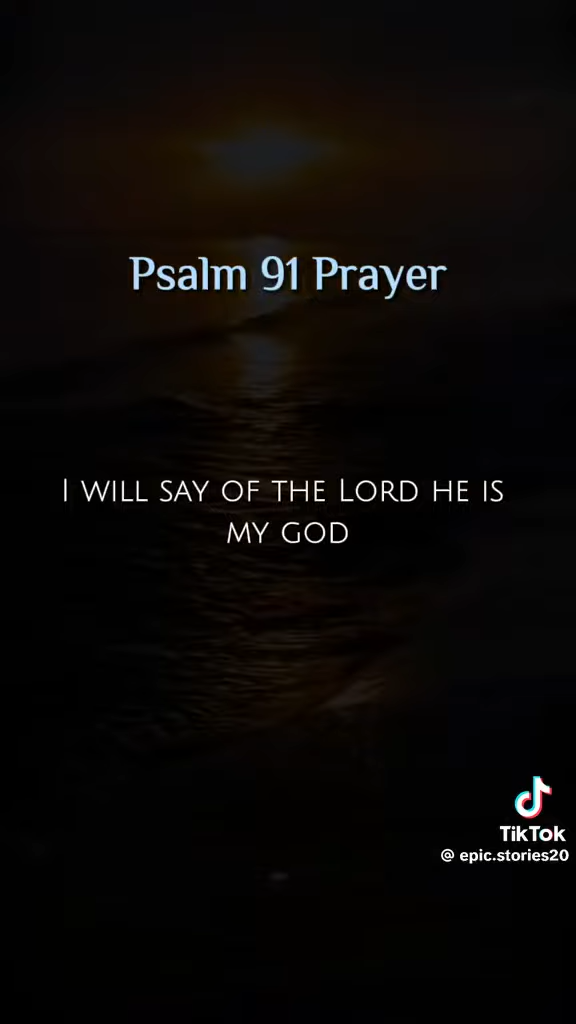 Psalm 91 Prayer
I WILL SAY OF THE LORD HE IS
MY GOD
TikTok
@ epic.stories20